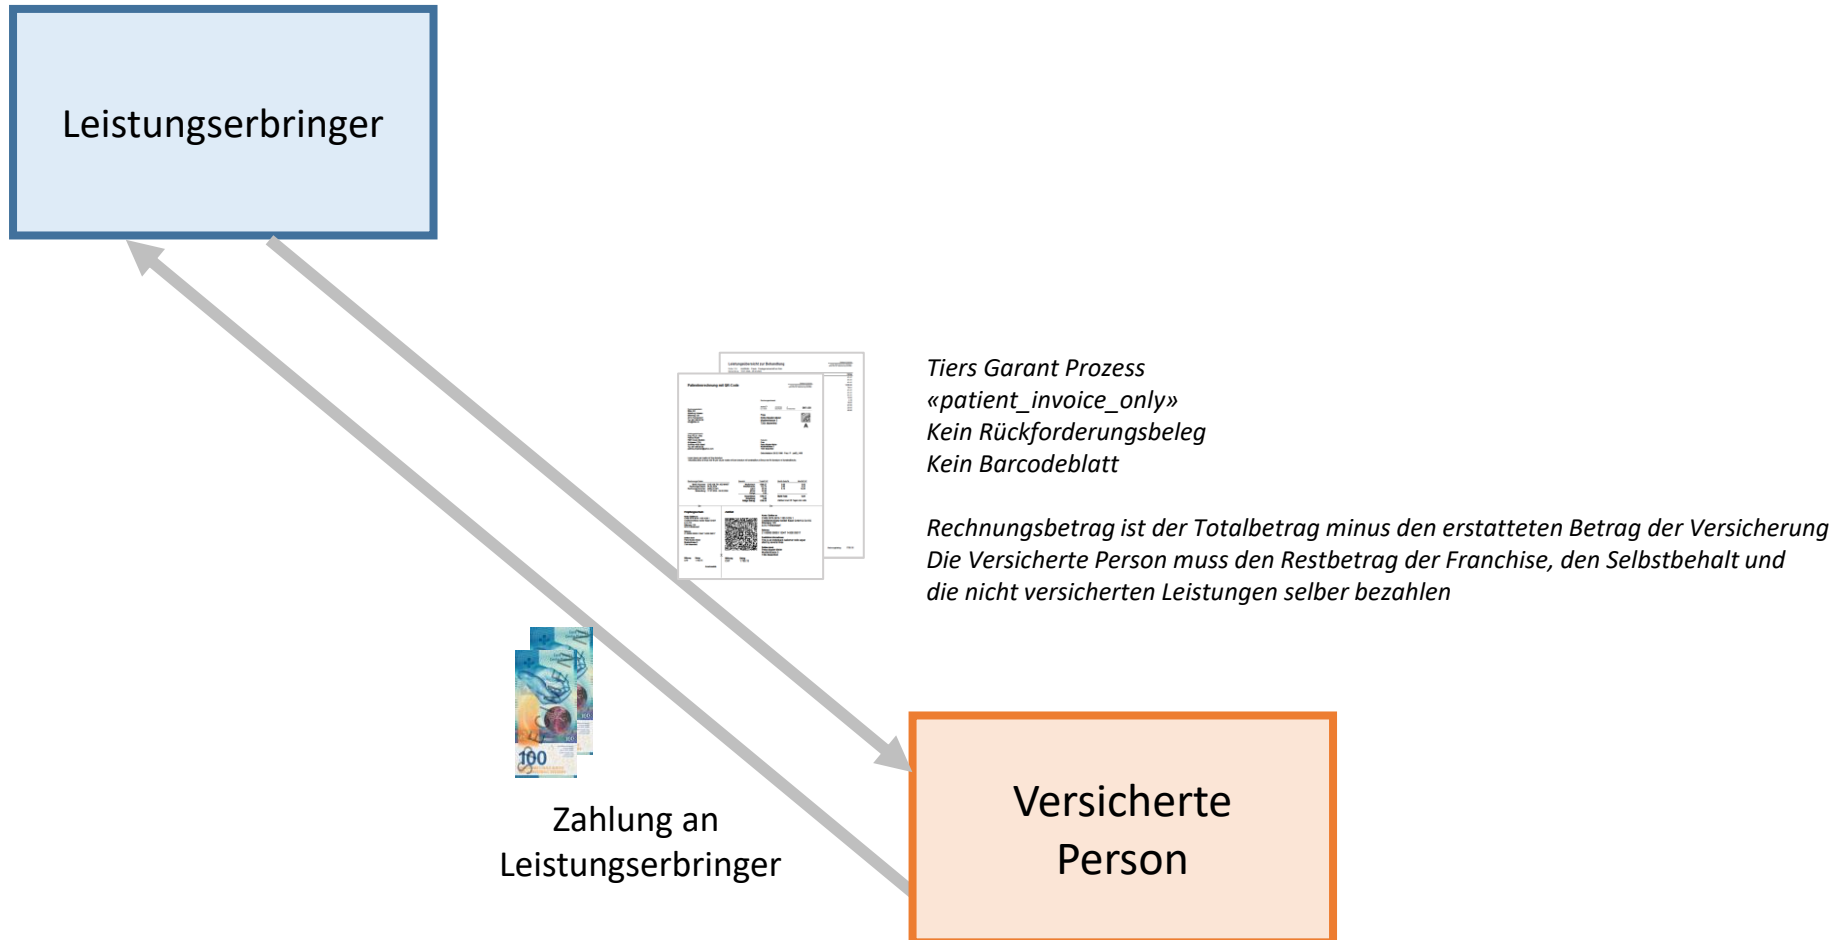 Leistungserbringer
Tiers Garant Prozess
«patient_invoice_only»
Kein Rückforderungsbeleg
Kein Barcodeblatt
Rechnungsbetrag ist der Totalbetrag minus den erstatteten Betrag der Versicherung
Die Versicherte Person muss den Restbetrag der Franchise, den Selbstbehalt und
die nicht versicherten Leistungen selber bezahlen
100
Zahlung an
Leistungserbringer
Versicherte
Person